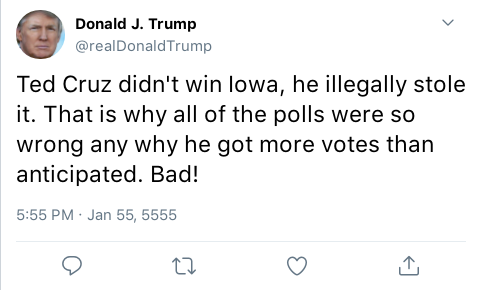 Donald J. Trump
@realDonaldTrump
Ted Cruz didn't win Iowa, he illegally stole
it. That is why all of the polls were so
wrong any why he got more votes than
anticipated. Bad!
5:55 PM · Jan 55, 5555